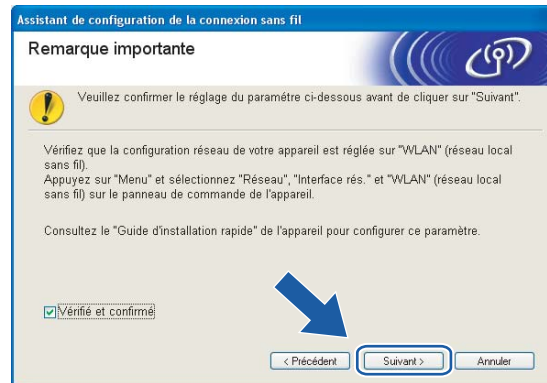 Assistant de configuration de la connexion sans fil
Remarque importante
Veuillez confirmer le réglage du paramétre ci-dessous avant de cliquer sur "Suivant".
Vérifiez que la configuration réseau de votre appareil est réglée sur "WLAN" (réseau local
sans fil).
Appuyez sur "Menu" et sélectionnez "Réseau", "Interface rés." et "WLAN" (réseau local
sans fil) sur le panneau de commande de l'appareil.
Consultez le "Guide d'installation rapide" de l'appareil pour configurer ce paramètre.
Vérifié et confirmé
< Précédent
Suivant >
Annuler